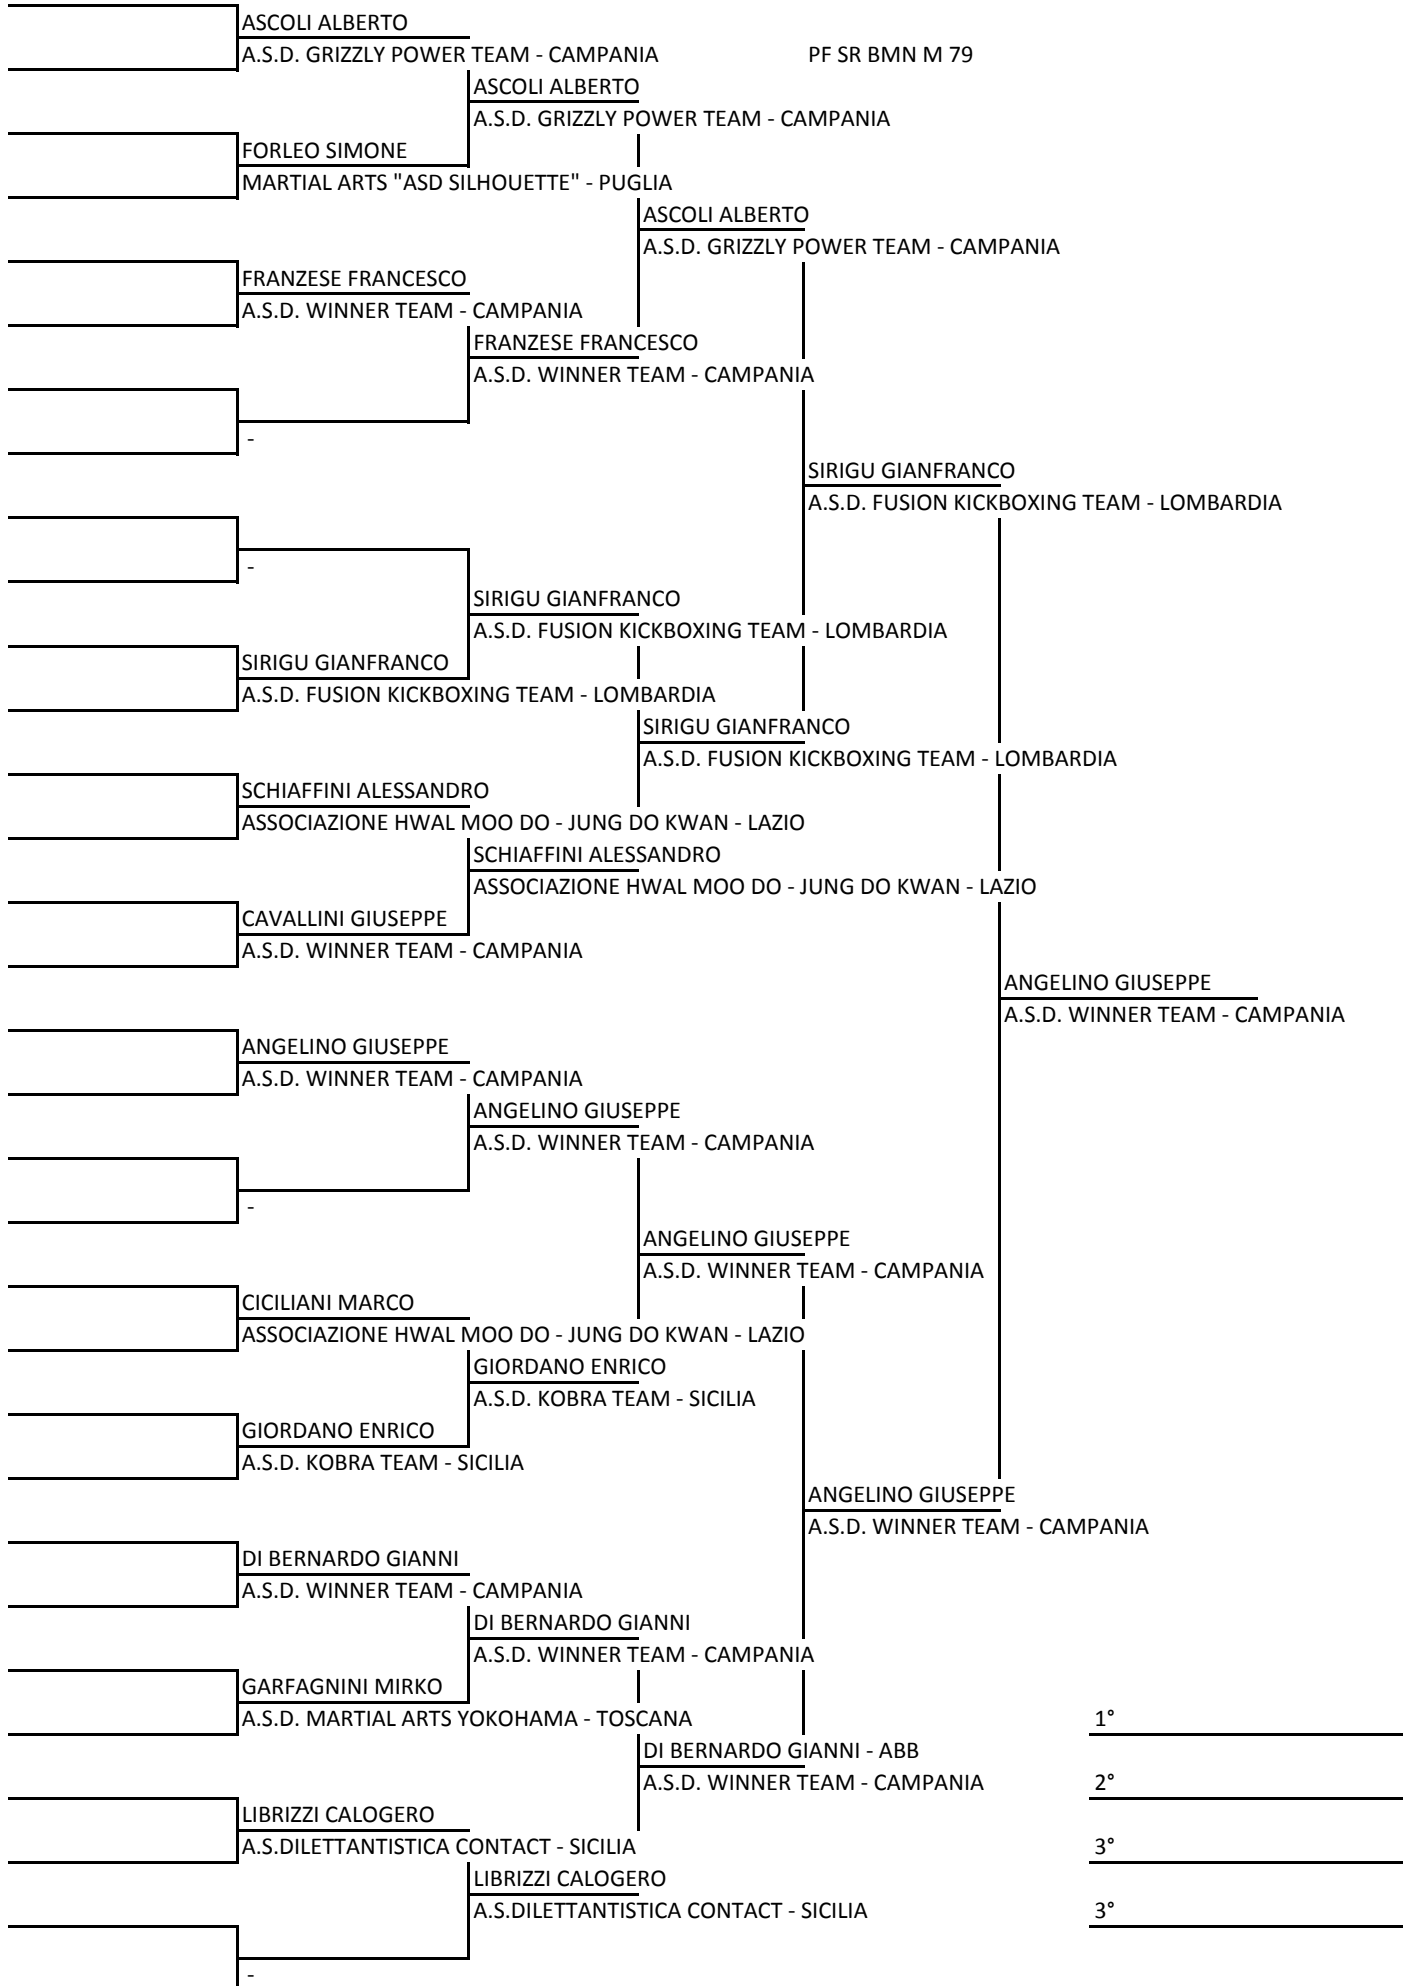 ASCOLI ALBERTO
A.S.D. GRIZZLY POWER TEAM - CAMPANIA
PF SR BMN M 79
ASCOLI ALBERTO
A.S.D. GRIZZLY POWER TEAM - CAMPANIA
FORLEO SIMONE
MARTIAL ARTS "ASD SILHOUETTE" - PUGLIA
ASCOLI ALBERTO
A.S.D. GRIZZLY POWER TEAM - CAMPANIA
FRANZESE FRANCESCO
A.S.D. WINNER TEAM - CAMPANIA
FRANZESE FRANCESCO
A.S.D. WINNER TEAM - CAMPANIA
-
SIRIGU GIANFRANCO
A.S.D. FUSION KICKBOXING TEAM - LOMBARDIA
-
SIRIGU GIANFRANCO
A.S.D. FUSION KICKBOXING TEAM - LOMBARDIA
SIRIGU GIANFRANCO
A.S.D. FUSION KICKBOXING TEAM - LOMBARDIA
SIRIGU GIANFRANCO
A.S.D. FUSION KICKBOXING TEAM - LOMBARDIA
SCHIAFFINI ALESSANDRO
ASSOCIAZIONE HWAL MOO DO - JUNG DO KWAN - LAZIO
SCHIAFFINI ALESSANDRO
ASSOCIAZIONE HWAL MOO DO - JUNG DO KWAN - LAZIO
CAVALLINI GIUSEPPE
A.S.D. WINNER TEAM - CAMPANIA
ANGELINO GIUSEPPE
A.S.D. WINNER TEAM - CAMPANIA
ANGELINO GIUSEPPE
A.S.D. WINNER TEAM - CAMPANIA
ANGELINO GIUSEPPE
A.S.D. WINNER TEAM - CAMPANIA
-
ANGELINO GIUSEPPE
A.S.D. WINNER TEAM - CAMPANIA
CICILIANI MARCO
ASSOCIAZIONE HWAL MOO DO - JUNG DO KWAN - LAZIO
GIORDANO ENRICO
A.S.D. KOBRA TEAM - SICILIA
GIORDANO ENRICO
A.S.D. KOBRA TEAM - SICILIA
ANGELINO GIUSEPPE
A.S.D. WINNER TEAM - CAMPANIA
DI BERNARDO GIANNI
A.S.D. WINNER TEAM - CAMPANIA
DI BERNARDO GIANNI
A.S.D. WINNER TEAM - CAMPANIA
GARFAGNINI MIRKO
A.S.D. MARTIAL ARTS YOKOHAMA - TOSCANA
1°
DI BERNARDO GIANNI - ABB
A.S.D. WINNER TEAM - CAMPANIA
2°
LIBRIZZI CALOGERO
A.S.DILETTANTISTICA CONTACT - SICILIA
3°
LIBRIZZI CALOGERO
A.S.DILETTANTISTICA CONTACT - SICILIA
3°
-